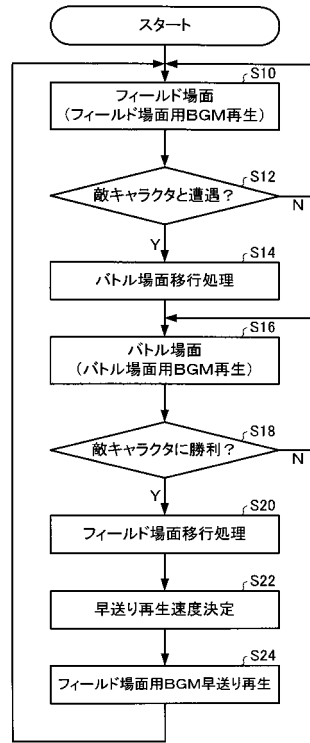 スタート
S10
フィールド場面
(フィールド場面用BGM再生)
S12
敵キャラクタと遭遇？
N
Y
S14
バトル場面移行処理
S16
バトル場面
(バトル場面用BGM再生)
S18
敵キャラクタに勝利？
N
Y
S20
フィールド場面移行処理
S22
早送り再生速度決定
S24
フィールド場面用BGM早送り再生